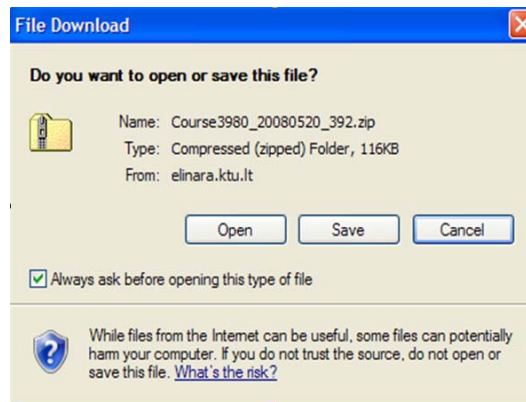 File Download
Do you want to open or save this file?
Name: Course3980_20080520_392.zip
Type: Compressed (zipped) Folder, 116KB
From: elinara.ktu.lt
Open Save Cancel
Always ask before opening this type of file
While files from the Internet can be useful, some files can potentially
harm your computer. If you do not trust the source, do not open or
save this file. What's the risk?